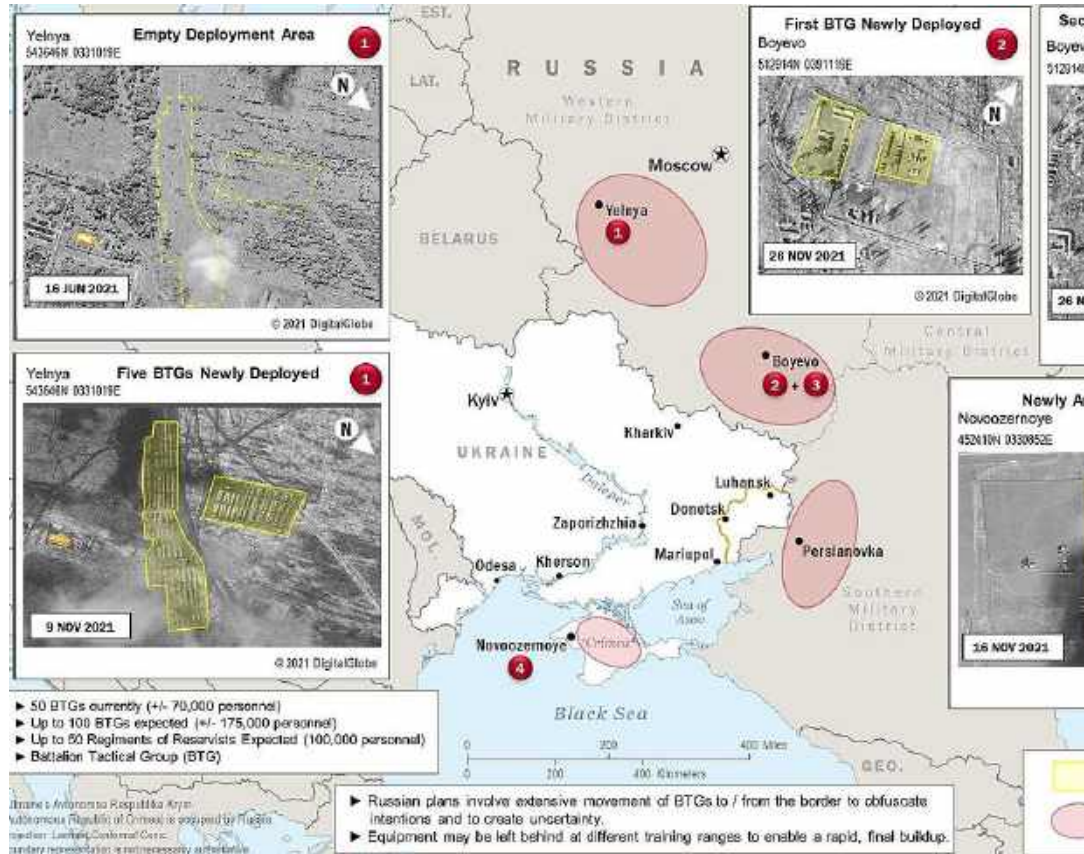 Yelnya
Empty Deployment Area
1
543646N 0331019E
N
16 JUN 2021
© 2021 DigitalGlobe
Yelnya
Five BTGs Newly Deployed
1
543646N 0331019E
N
9 NOV 2021
© 2021 DigitalGlobe
► 50 BTGs currently (+/- 70,000 personnel)
► Up to 100 BTGs expected (+/- 175,000 personnel)
► Up to 50 Regiments of Reservists Expected (100,000 personnel)
► Battalion Tactical Group (BTG)
EST.
LAT.
RUSSIA
Western
Military District
Moscow
Yelnya
1
BELARUS
Boyevo
2 + 3
Central
Military District
Kyiv
Kharkiv
UKRAINE
Dnieper
Luhansk
Donetsk
Zaporizhzhia
Persianovka
Mariupol
MOL.
Odesa
Kherson
Southern
Military
District
Sea of
Azov
Novoozernoye
Crimea
4
Black Sea
0 200 400 Miles
0 200 400 Kilometers
GEO.
First BTG Newly Deployed
2
Boyevo
512914N 0391119E
N
26 NOV 2021
© 2021 DigitalGlobe
Boyev
26 N
Newly A
Novoozernoye
16 NOV 2021
► Russian plans involve extensive movement of BTGs to / from the border to obfuscate
intentions and to create uncertainty.
► Equipment may be left behind at different training ranges to enable a rapid, final buildup.